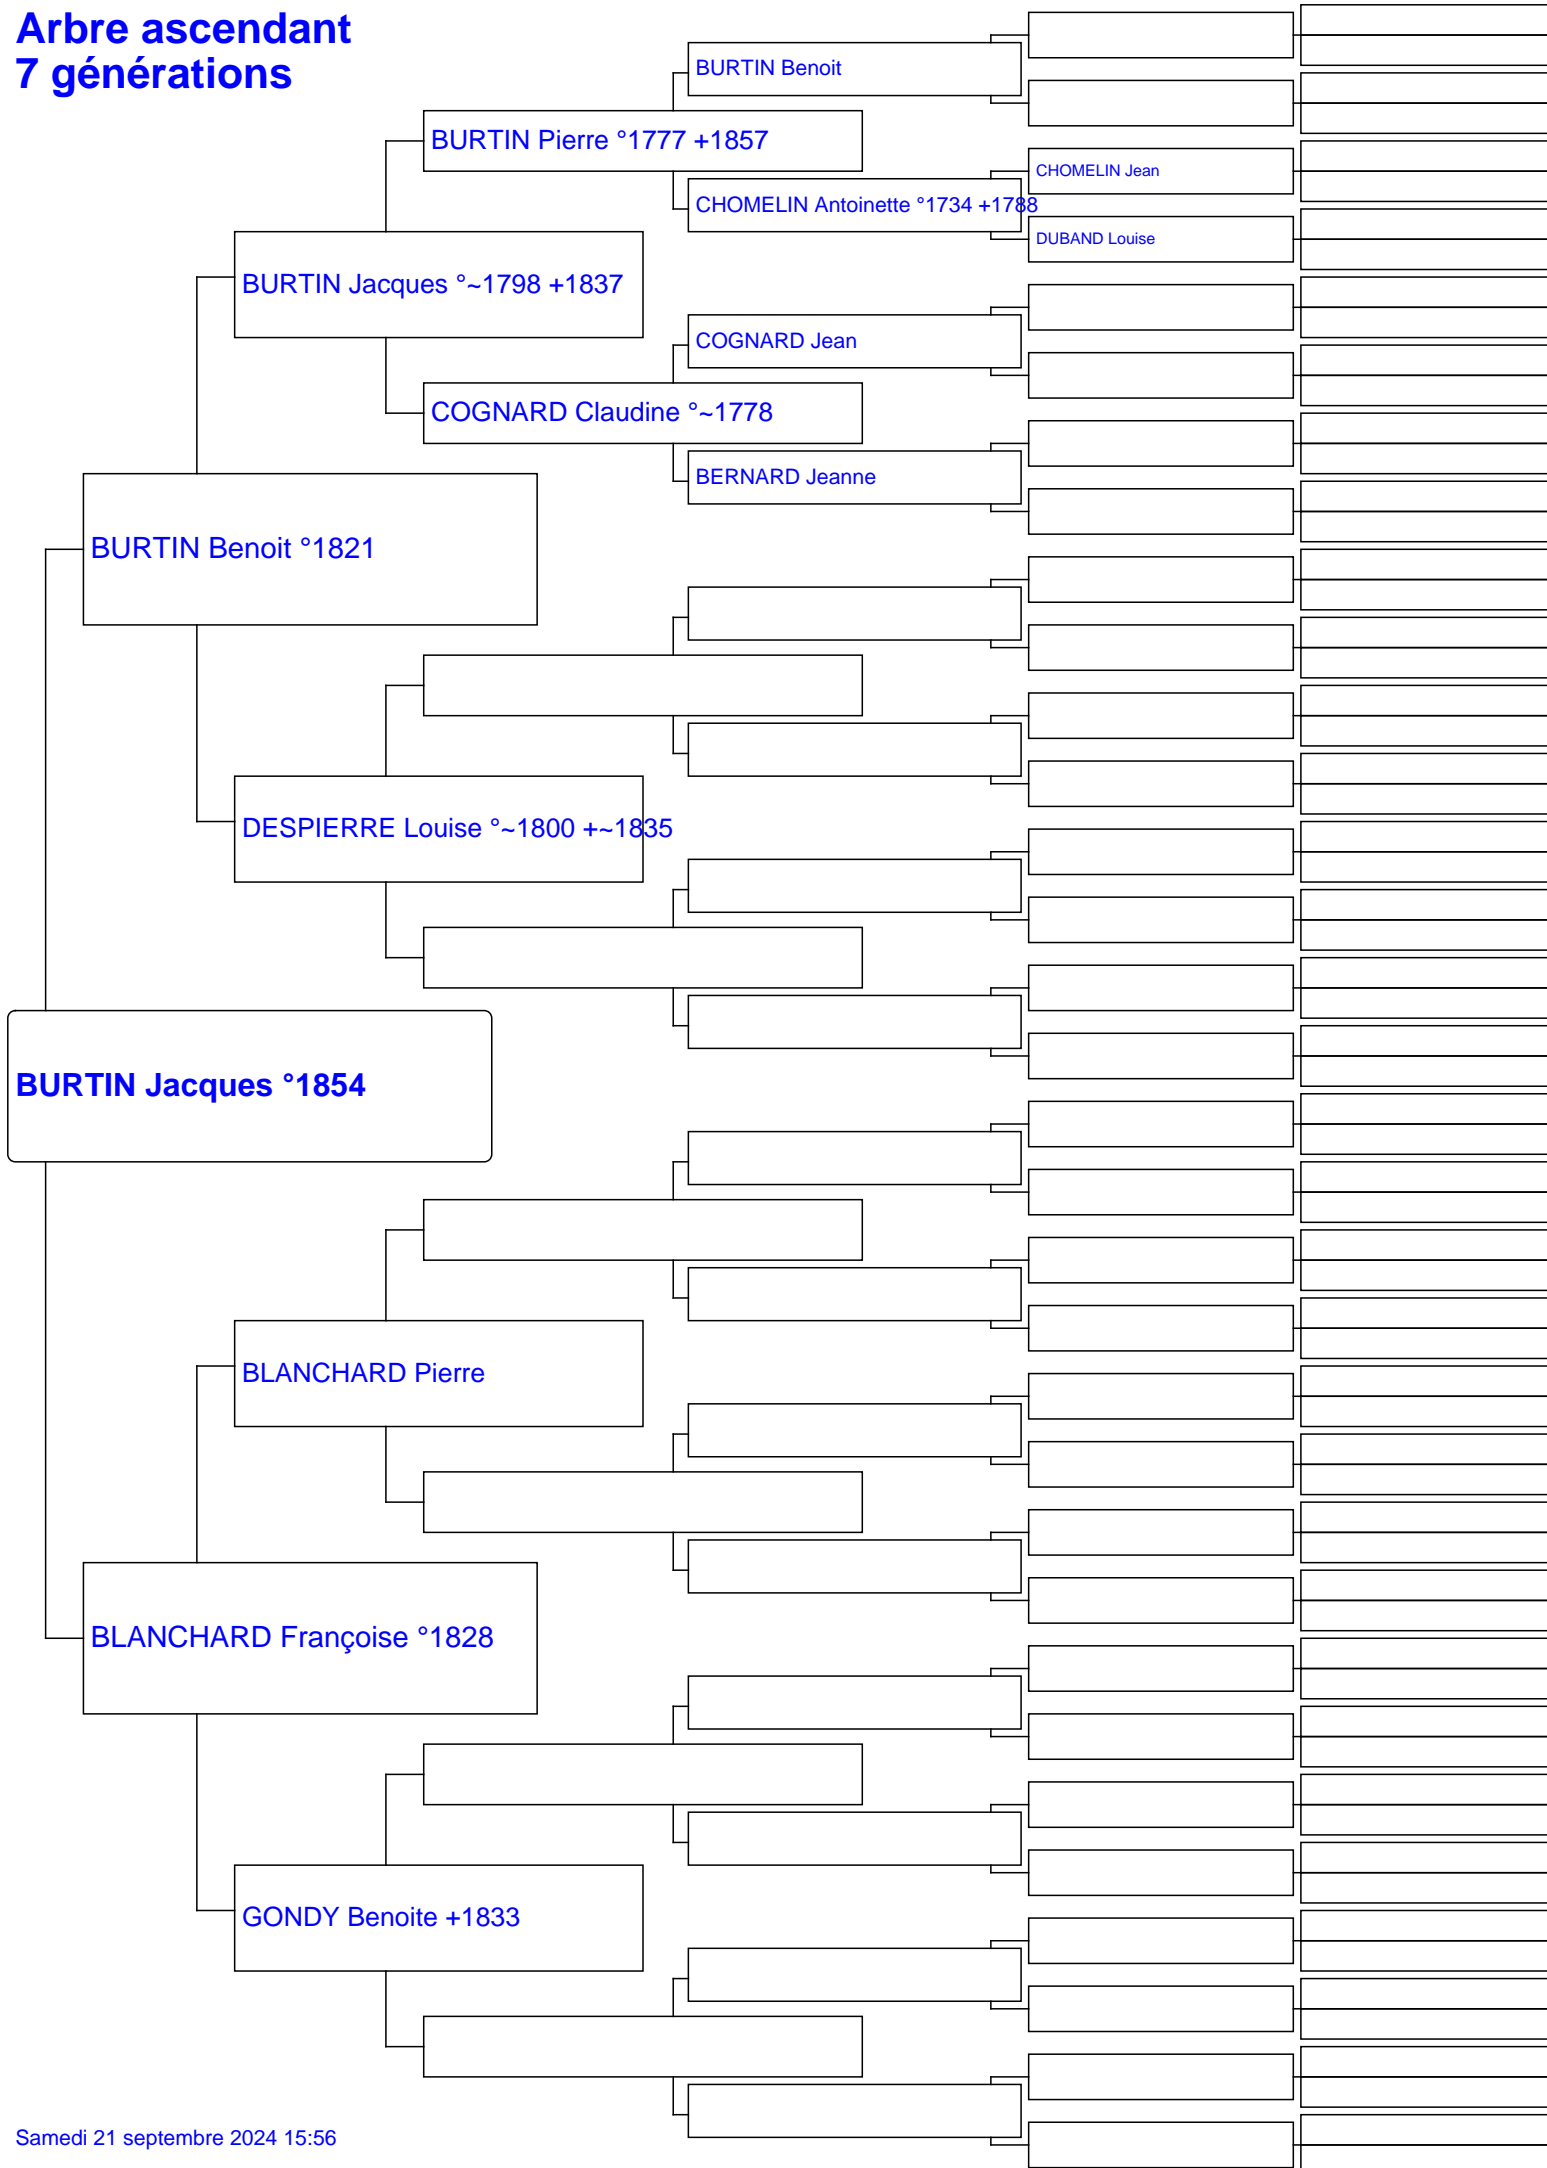 Arbre ascendant
7 générations
BURTIN Benoit
BURTIN Pierre °1777 +1857
CHOMELIN Jean
CHOMELIN Antoinette °1734 +1788
DUBAND Louise
BURTIN Jacques °~1798 +1837
COGNARD Jean
COGNARD Claudine °~1778
BERNARD Jeanne
BURTIN Benoit °1821
DESPIERRE Louise °~1800 +~1835
BURTIN Jacques °1854
BLANCHARD Pierre
BLANCHARD Françoise °1828
GONDY Benoite +1833
Samedi 21 septembre 2024 15:56